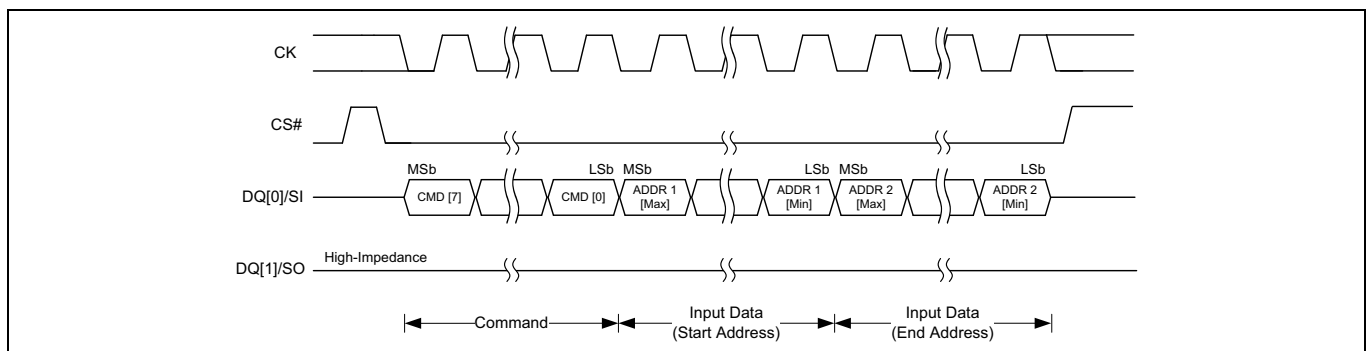 CK
CS#
MSb LSb MSb LSb MSb LSb
DQ[0]/SI CMD [7] CMD [0] ADDR 1 [Max] ADDR 1 [Min] ADDR 2 [Max] ADDR 2 [Min]
High-Impedance
DQ[1]/SO
Command
Input Data
(Start Address)
Input Data
(End Address)